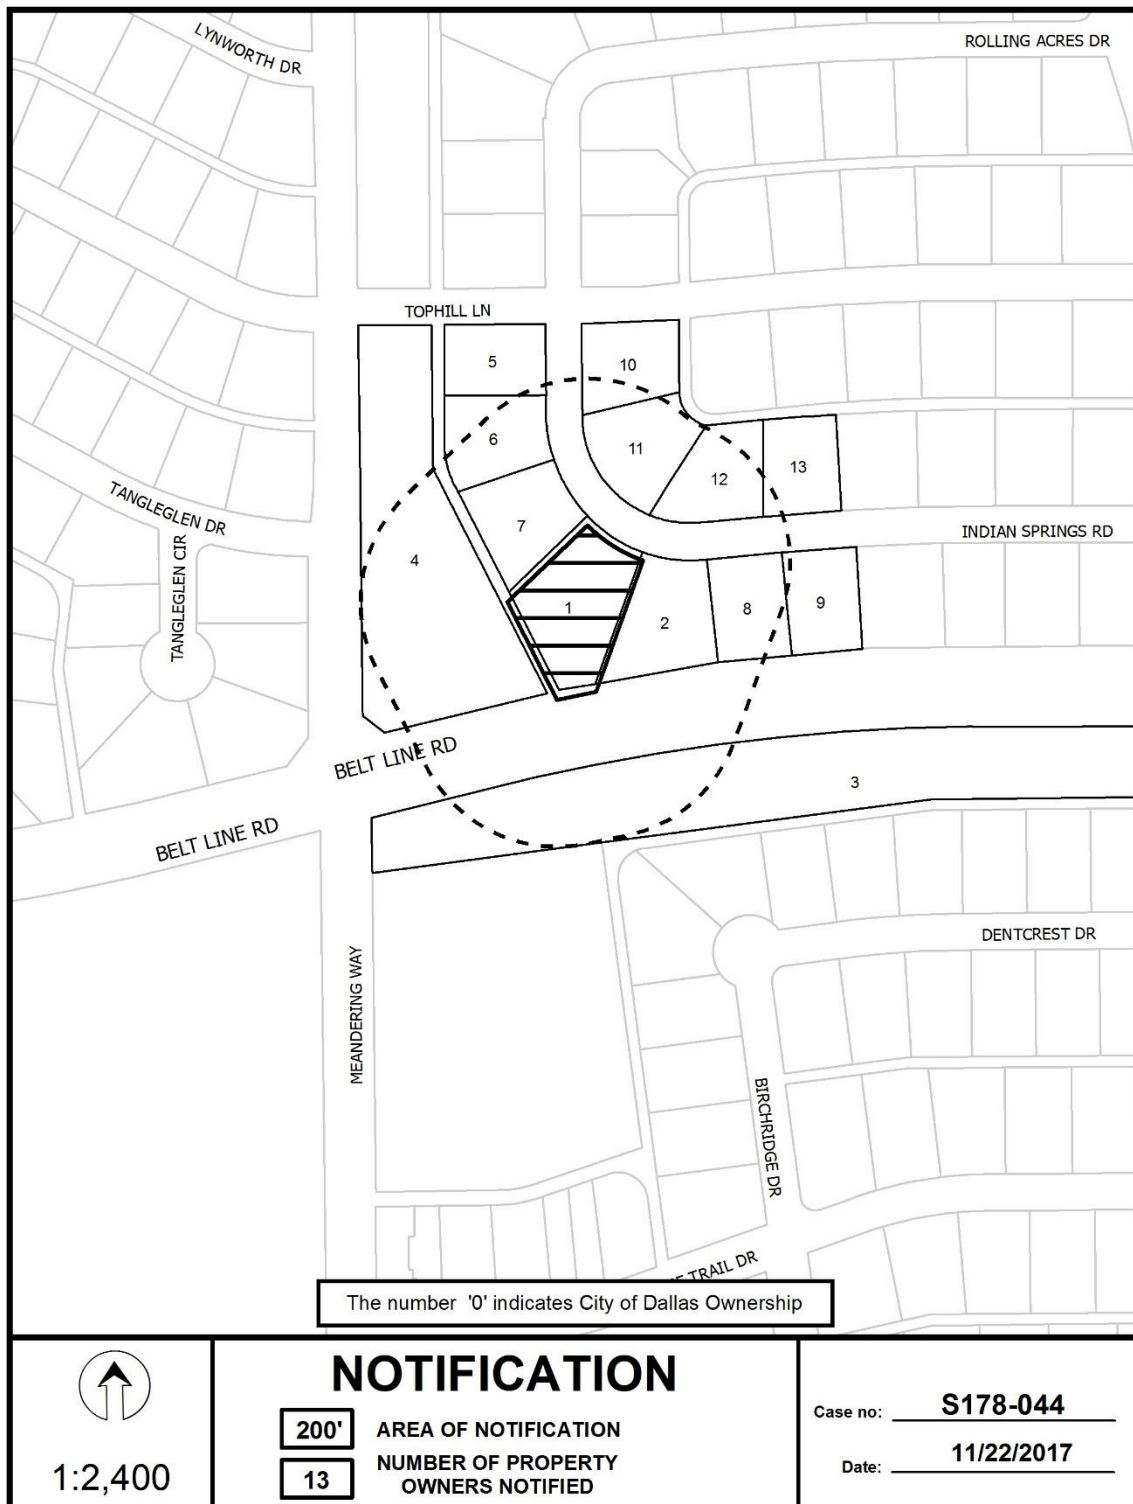 LYNWORTH DR
ROLLING ACRES DR
TOPHILL LN
5
10
6
11
12
13
TANGLEGLEN DR
7
INDIAN SPRINGS RD
TANGLEGLEN CIR
4
1
2
8
9
BELT LINE RD
3
BELT LINE RD
DENTCREST DR
MEANDERING WAY
BIRCHRIDGE DR
TRAIL DR
The number '0' indicates City of Dallas Ownership
1:2,400
NOTIFICATION
200' AREA OF NOTIFICATION
13 NUMBER OF PROPERTY
OWNERS NOTIFIED
Case no: S178-044
Date: 11/22/2017